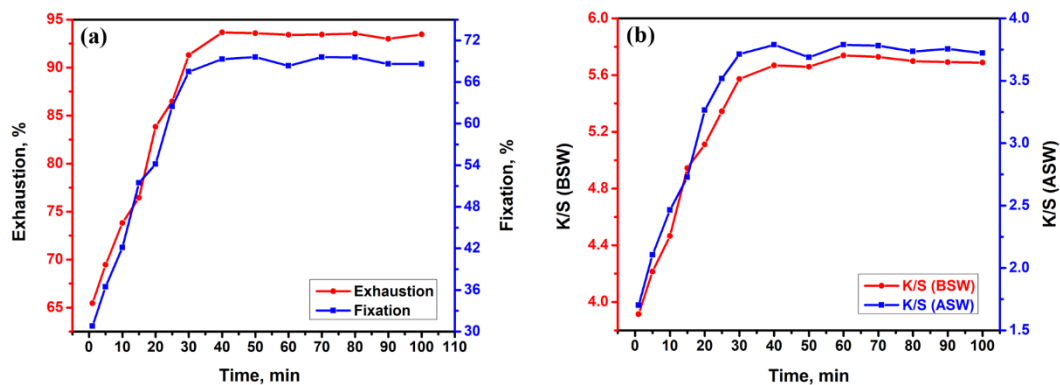 (a)
95
90
85
80
75
70
65
Exhaustion, %
72
66
60
54
48
42
36
30
Fixation, %
Exhaustion
Fixation
0 10 20 30 40 50 60 70 80 90 100 110
Time, min
(b)
6.0
5.6
5.2
4.8
4.4
4.0
K/S (BSW)
4.0
3.5
3.0
2.5
2.0
1.5
K/S (ASW)
K/S (BSW)
K/S (ASW)
0 10 20 30 40 50 60 70 80 90 100
Time, min